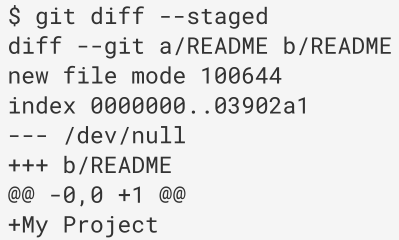 $ git diff --staged
diff --git a/README b/README
new file mode 100644
index 0000000..03902a1
--- /dev/null
+++ b/README
@@ -0,0 +1 @@
+My Project